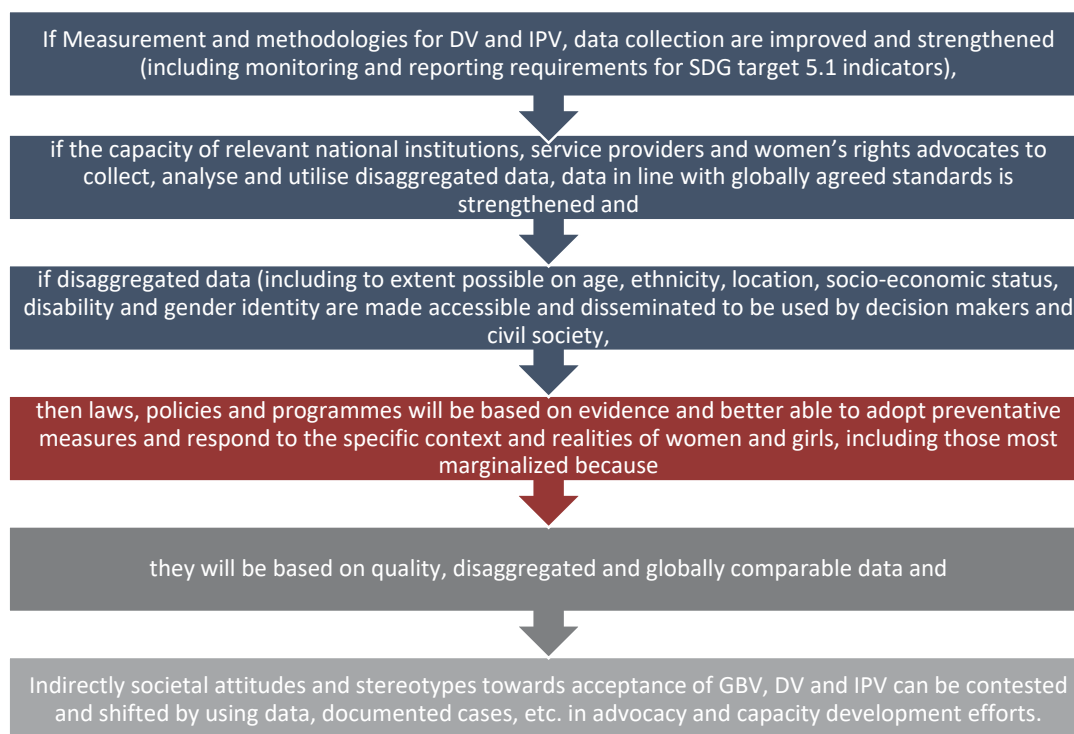 If Measurement and methodologies for DV and IPV, data collection are improved and strengthened
(including monitoring and reporting requirements for SDG target 5.1 indicators),
if the capacity of relevant national institutions, service providers and women’s rights advocates to
collect, analyse and utilise disaggregated data, data in line with globally agreed standards is
strengthened and
if disaggregated data (including to extent possible on age, ethnicity, location, socio-economic status,
disability and gender identity are made accessible and disseminated to be used by decision makers and
civil society,
then laws, policies and programmes will be based on evidence and better able to adopt preventative
measures and respond to the specific context and realities of women and girls, including those most
marginalized because
they will be based on quality, disaggregated and globally comparable data and
Indirectly societal attitudes and stereotypes towards acceptance of GBV, DV and IPV can be contested
and shifted by using data, documented cases, etc. in advocacy and capacity development efforts.